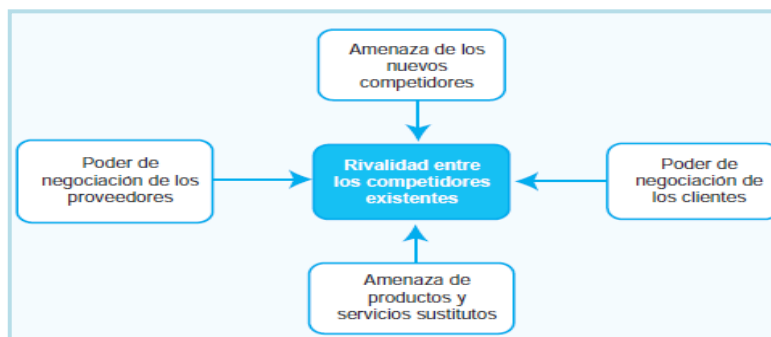 Amenaza de los
nuevos
competidores
Poder de
negociación de los
proveedores
Rivalidad entre
los competidores
existentes
Poder de
negociación de
los clientes
Amenaza de
productos y
servicios sustitutos